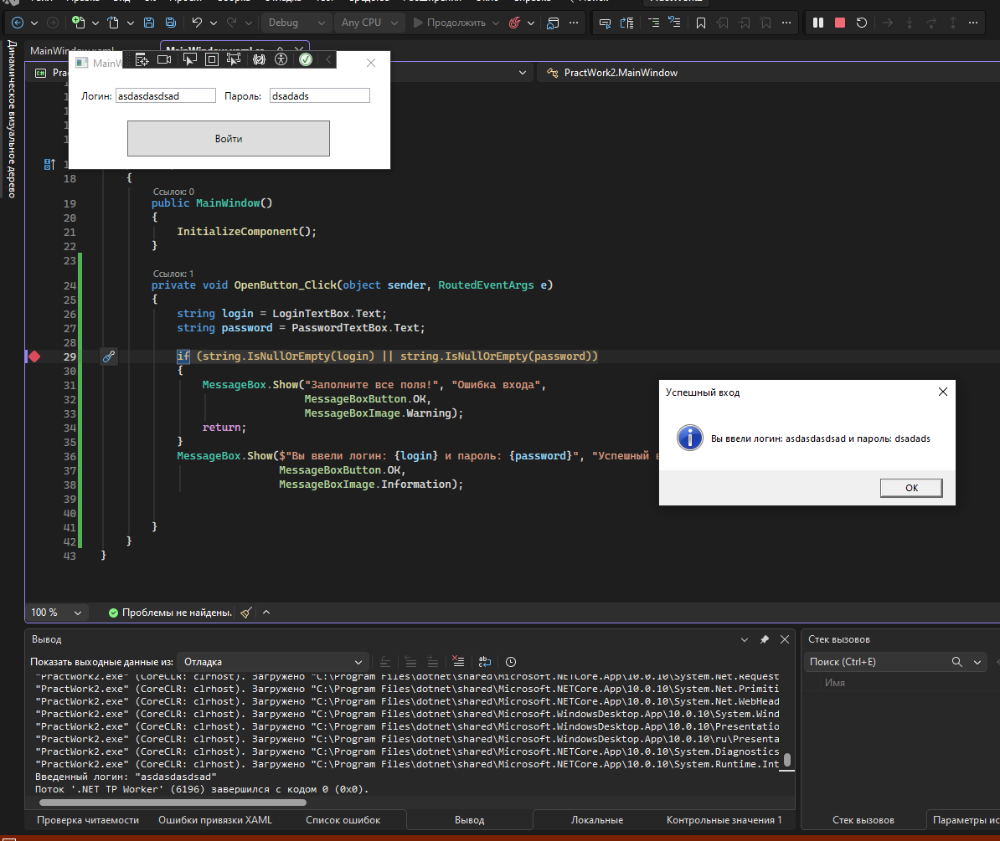 Debug Any CPU Продолжить
Динамическое визуальное дерево
PractWork2.MainWindow
Логин: asdasdasdsad Пароль: dsadads
Войти
18 {
Ссылок: 0
19 public MainWindow()
20 {
21 InitializeComponent();
22 }
23
Ссылок: 1
24 private void OpenButton_Click(object sender, RoutedEventArgs e)
25 {
26 string login = LoginTextBox.Text;
27 string password = PasswordTextBox.Text;
28
29 if (string.IsNullOrEmpty(login) || string.IsNullOrEmpty(password))
30 {
31 MessageBox.Show("Заполните все поля!", "Ошибка входа",
32 MessageBoxButton.OK,
33 MessageBoxImage.Warning);
34 return;
35 }
36 MessageBox.Show($"Вы ввели логин: {login} и пароль: {password}", "Успешный
37 MessageBoxButton.OK,
38 MessageBoxImage.Information);
39
40
41 }
42 }
43 }
Успешный вход
Вы ввели логин: asdasdasdsad и пароль: dsadads
OK
100 % Проблемы не найдены.
Вывод
Показать выходные данные из: Отладка
"PractWork2.exe" (CoreCLR: clrhost). Загружено "C:\Program Files\dotnet\shared\Microsoft.NETCore.App\10.0.10\System.Net.Request
"PractWork2.exe" (CoreCLR: clrhost). Загружено "C:\Program Files\dotnet\shared\Microsoft.NETCore.App\10.0.10\System.Net.Primiti
"PractWork2.exe" (CoreCLR: clrhost). Загружено "C:\Program Files\dotnet\shared\Microsoft.NETCore.App\10.0.10\System.Net.WebHead
"PractWork2.exe" (CoreCLR: clrhost). Загружено "C:\Program Files\dotnet\shared\Microsoft.WindowsDesktop.App\10.0.10\System.Wind
"PractWork2.exe" (CoreCLR: clrhost). Загружено "C:\Program Files\dotnet\shared\Microsoft.WindowsDesktop.App\10.0.10\Presentatio
"PractWork2.exe" (CoreCLR: clrhost). Загружено "C:\Program Files\dotnet\shared\Microsoft.WindowsDesktop.App\10.0.10\ru\Presenta
"PractWork2.exe" (CoreCLR: clrhost). Загружено "C:\Program Files\dotnet\shared\Microsoft.NETCore.App\10.0.10\System.Diagnostics
"PractWork2.exe" (CoreCLR: clrhost). Загружено "C:\Program Files\dotnet\shared\Microsoft.NETCore.App\10.0.10\System.Runtime.Int
Введенный логин: "asdasdasdsad"
Поток '.NET TP Worker' (6196) завершился с кодом 0 (0x0).
Стек вызовов
Поиск (Ctrl+E)
Имя
Проверка читаемости Ошибки привязки XAML Список ошибок Вывод Локальные Контрольные значения 1 Стек вызовов Параметры ис